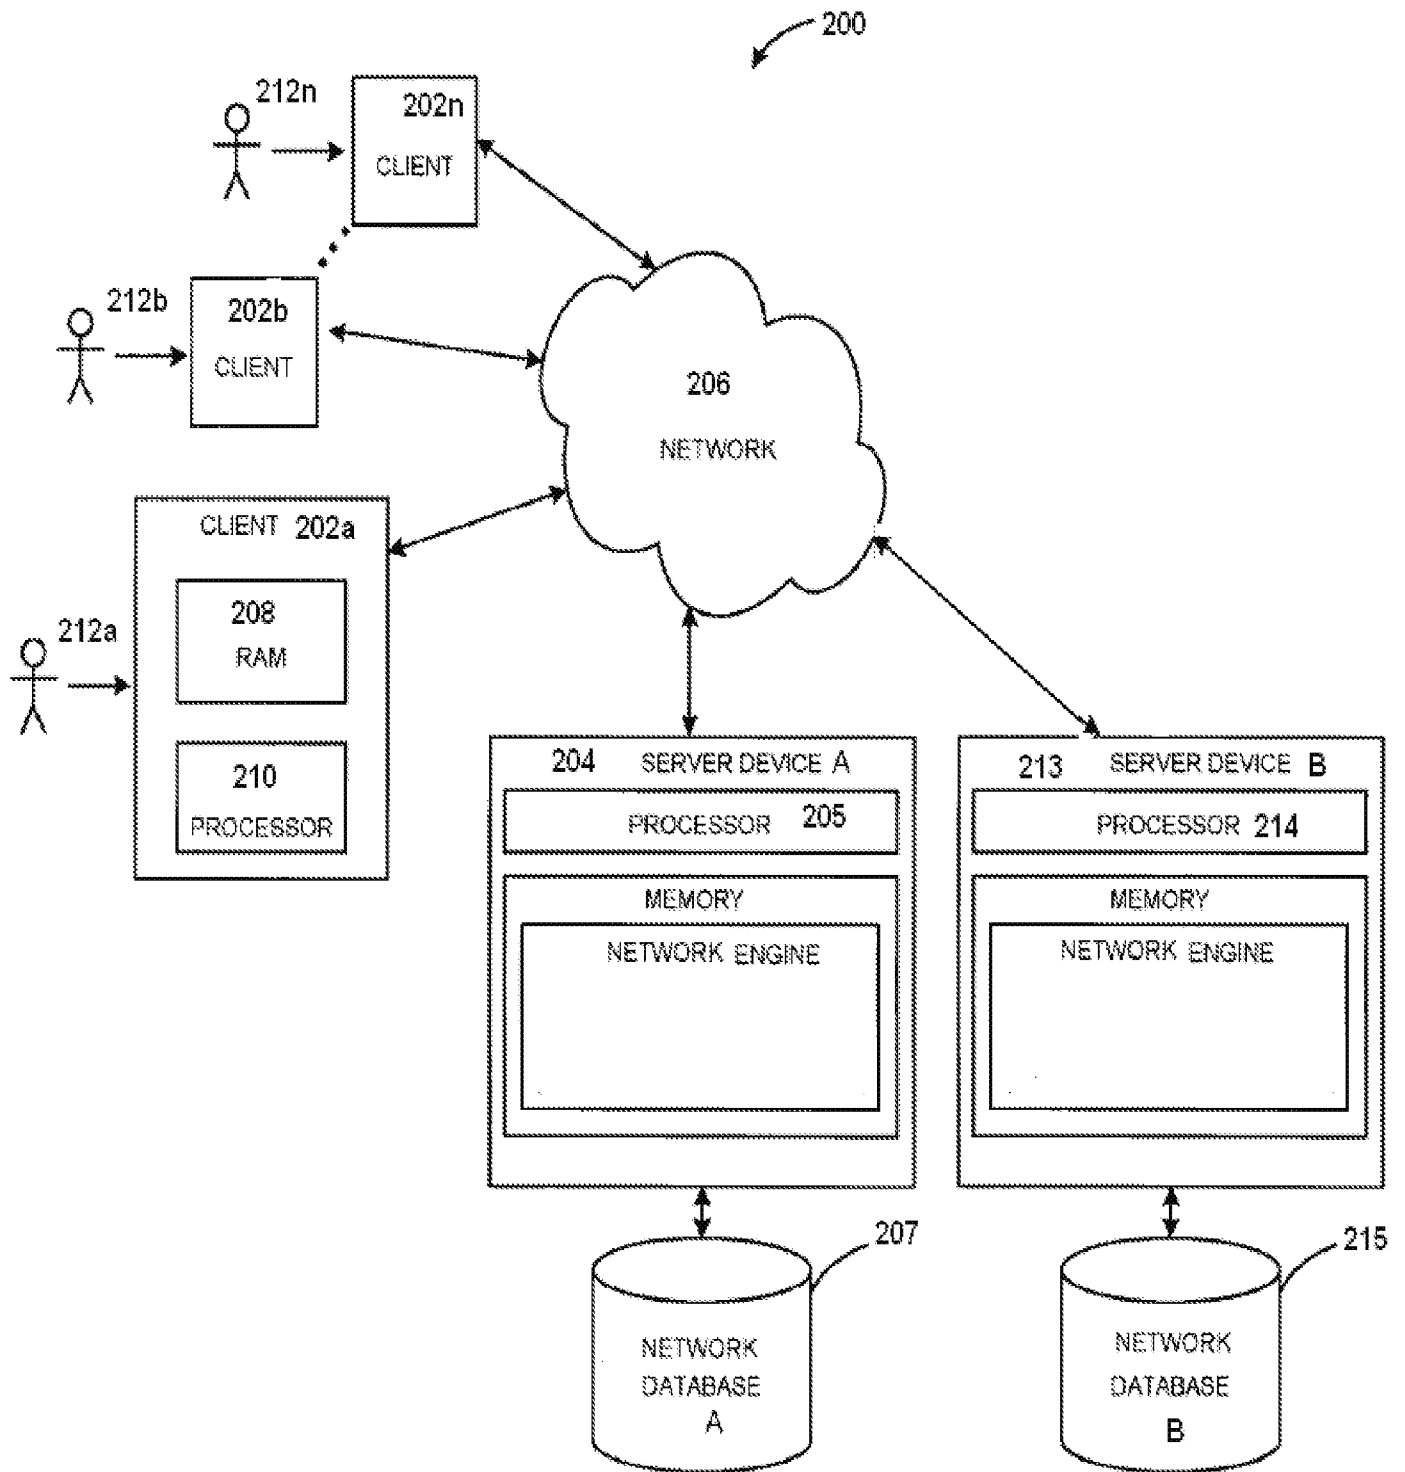 200
212n
202n
CLIENT
212b
202b
CLIENT
206
NETWORK
CLIENT 202a
208
RAM
212a
210
PROCESSOR
204 SERVER DEVICE A
PROCESSOR 205
MEMORY
NETWORK ENGINE
213 SERVER DEVICE B
PROCESSOR 214
MEMORY
NETWORK ENGINE
207
NETWORK
DATABASE
A
215
NETWORK
DATABASE
B